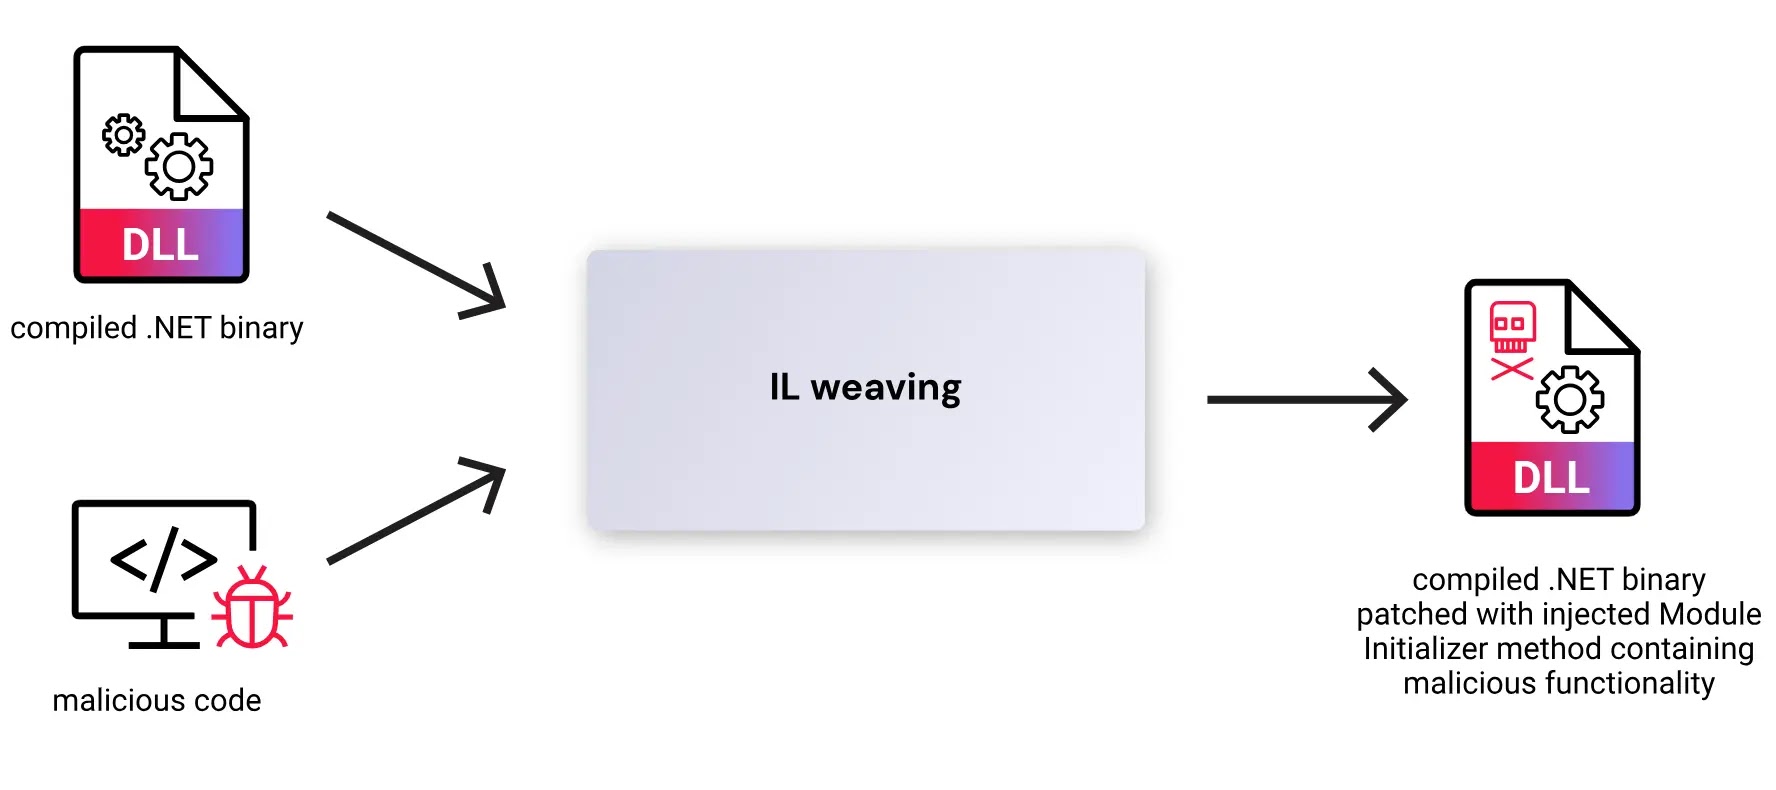 DLL
compiled .NET binary
</>
malicious code
IL weaving
DLL
compiled .NET binary
patched with injected Module
Initializer method containing
malicious functionality